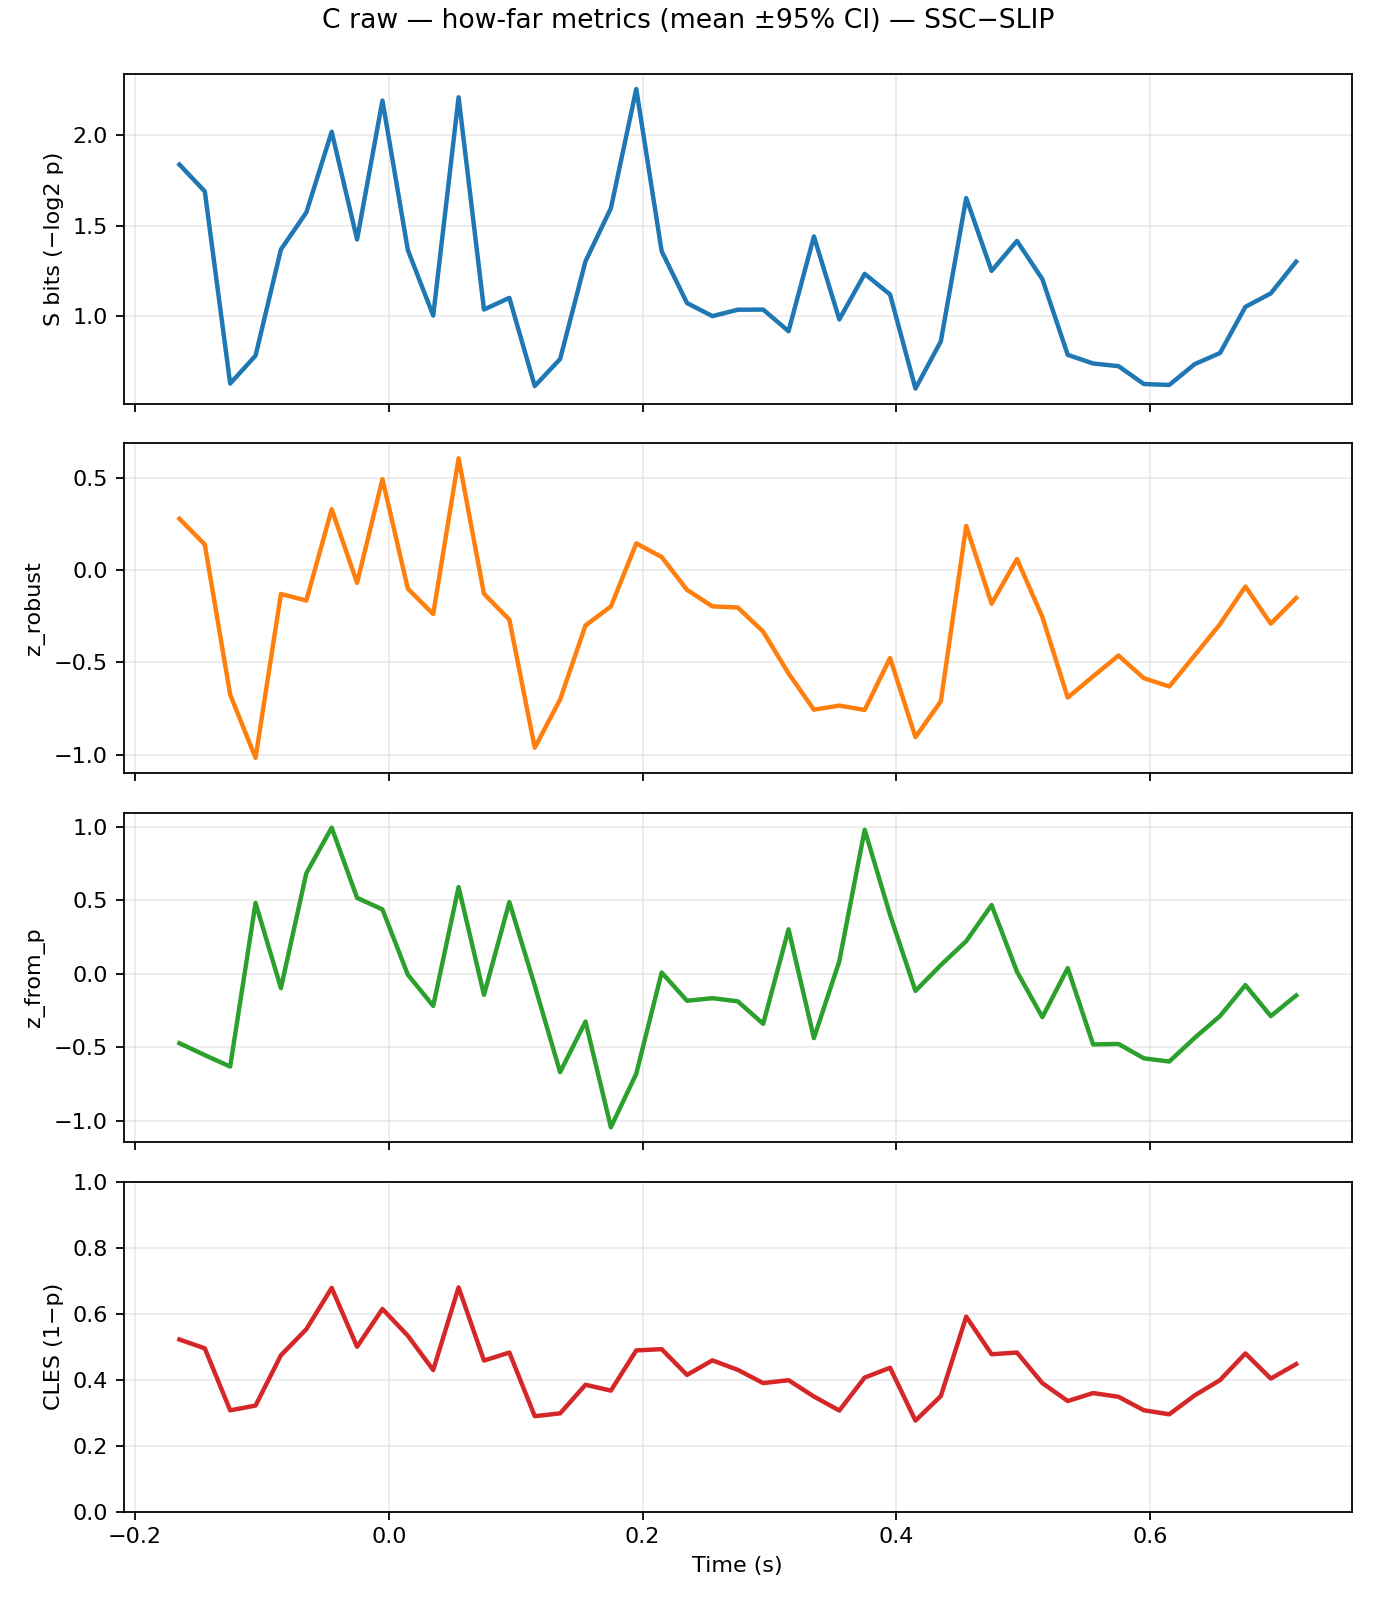 C raw — how-far metrics (mean ±95% CI) — SSC−SLIP
S bits (−log2 p)
2.0
1.5
1.0
z_robust
0.5
0.0
−0.5
−1.0
z_from_p
1.0
0.5
0.0
−0.5
−1.0
CLES (1−p)
1.0
0.8
0.6
0.4
0.2
0.0
−0.2 0.0 0.2 0.4 0.6
Time (s)